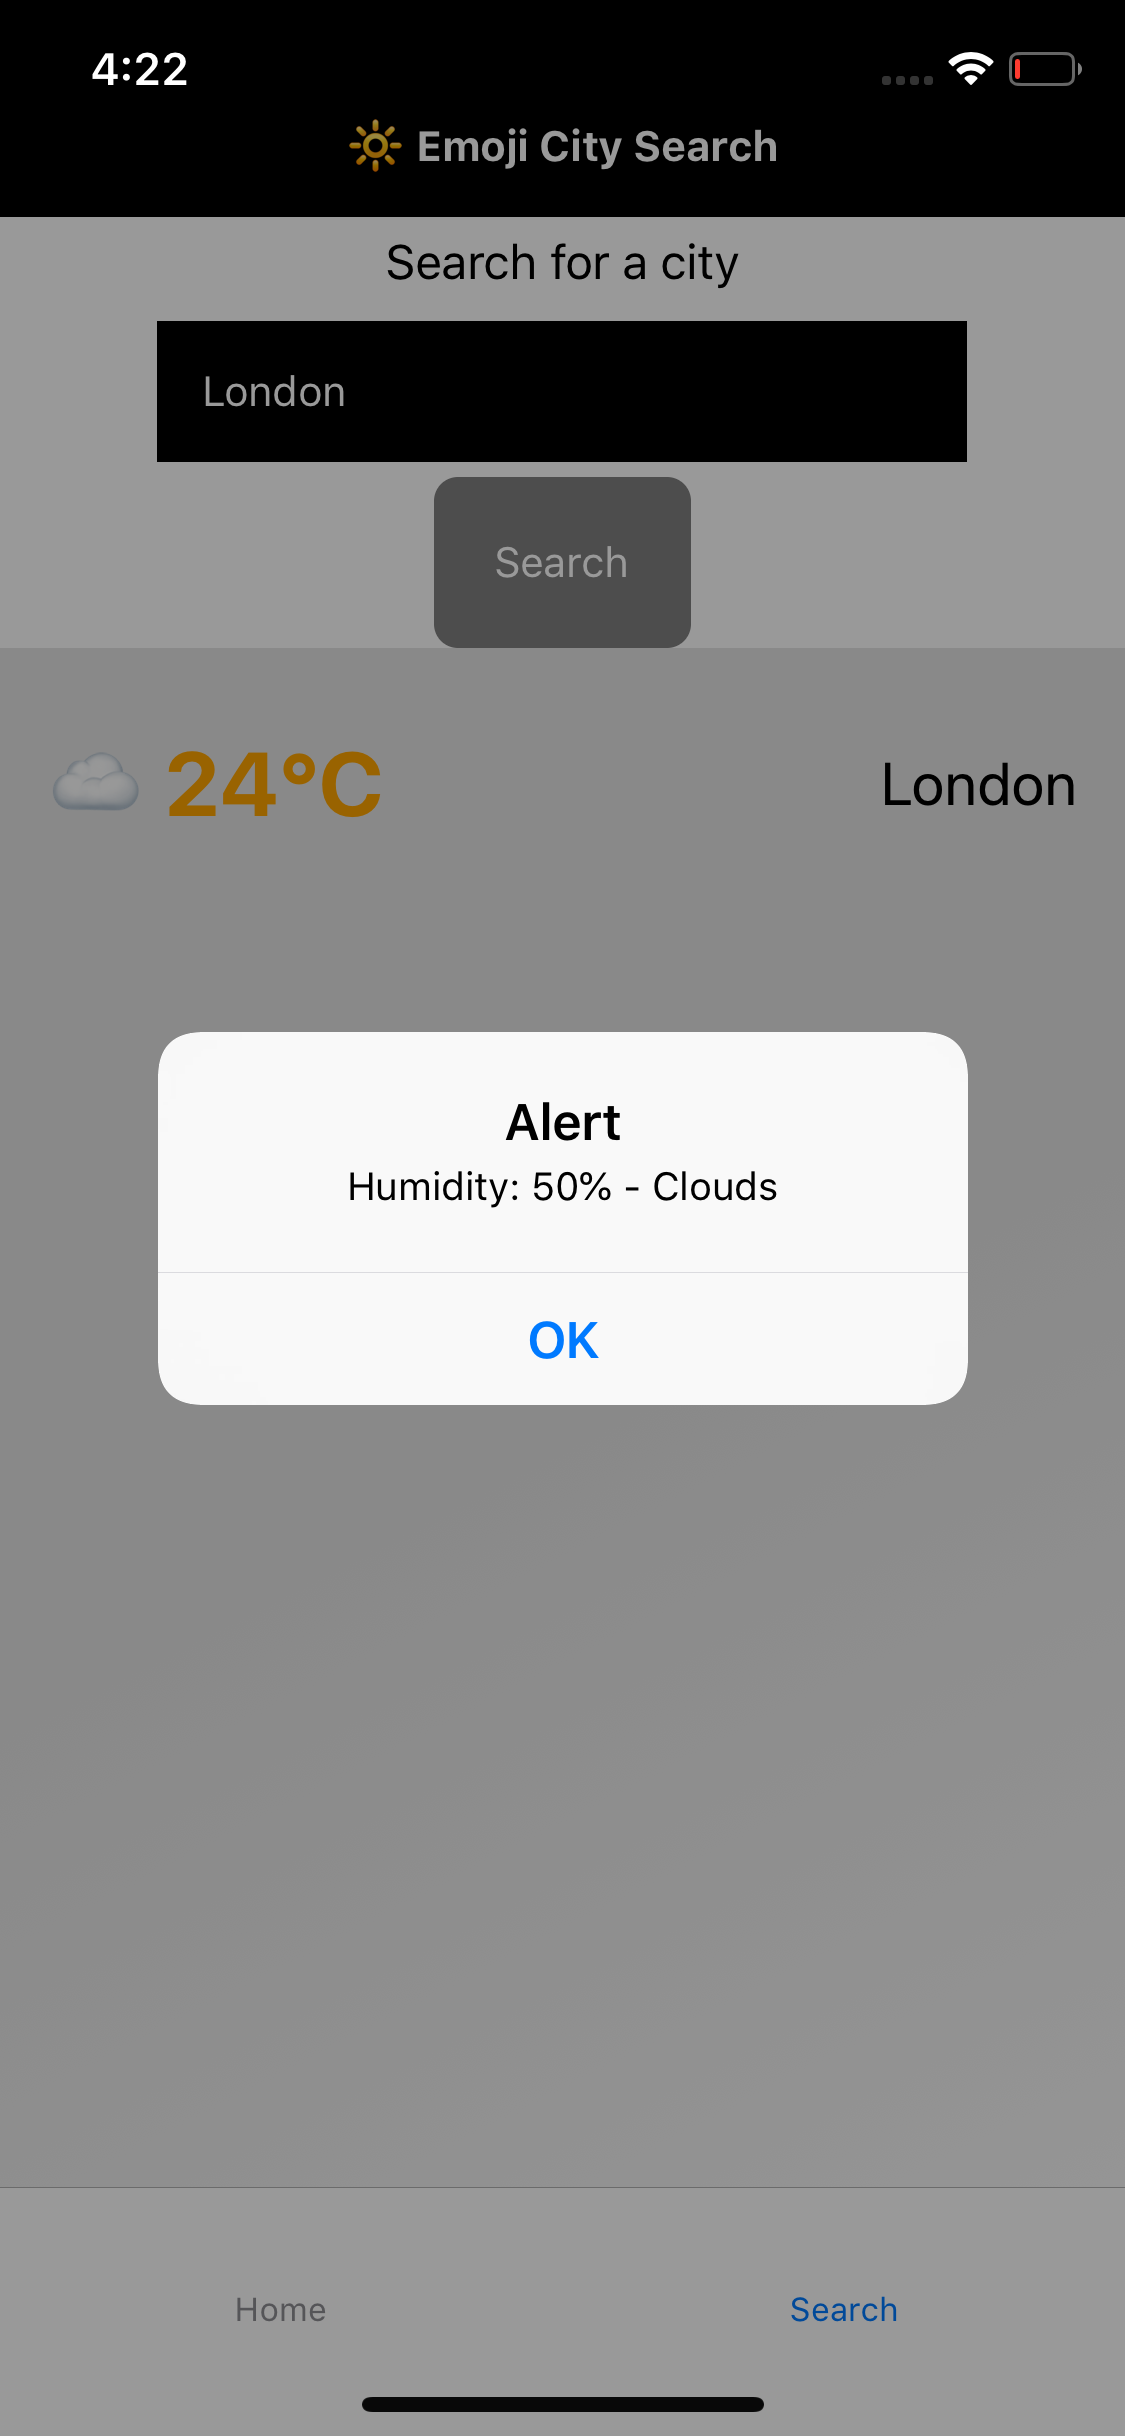 4:22
🔆 Emoji City Search
Search for a city
London
Search
☁️ 24°C
London
Alert
Humidity: 50% - Clouds
OK
Home
Search